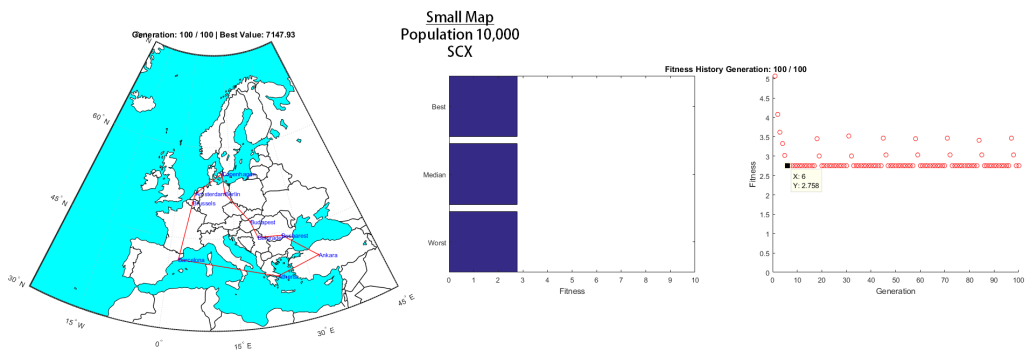 Small Map
Population 10,000
SCX
Generation: 100 / 100 | Best Value: 7147.93
60° N
45° N
30° N
15° W
0°
15° E
30° E
45° E
Copenhagen
Amsterdam
Berlin
Brussels
Budapest
Belgrade
Bucharest
Barcelona
Ankara
Athens
Best
Median
Worst
0 1 2 3 4 5 6 7 8 9 10
Fitness
Fitness History Generation: 100 / 100
5
4.5
4
3.5
3
2.5
2
1.5
1
0.5
0
Fitness
X: 6
Y: 2.758
0 10 20 30 40 50 60 70 80 90 100
Generation